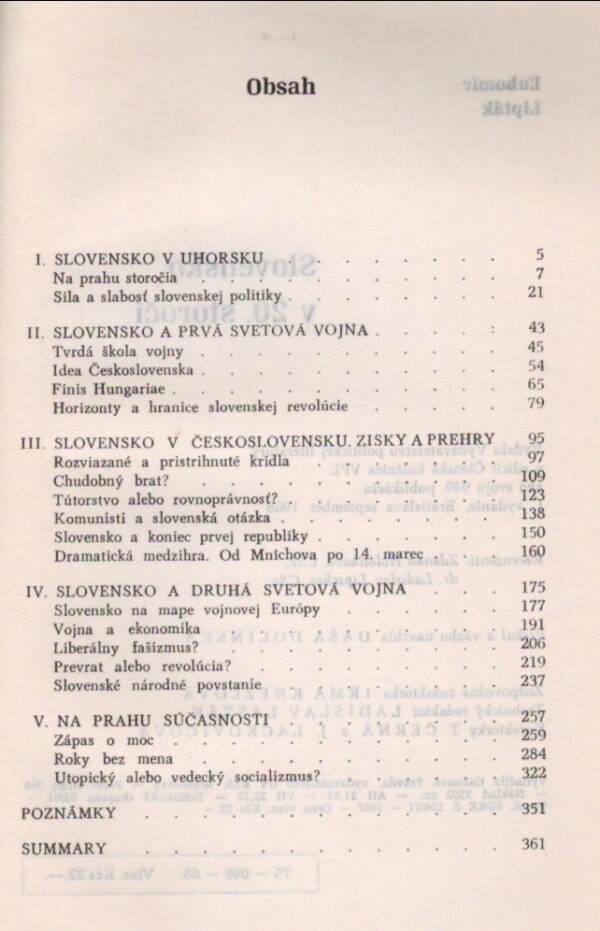 Obsah
I. SLOVENSKO V UHORSKU . . . . . . . . . . 5
Na prahu storočia . . . . . . . . . . . . 7
Sila a slabosť slovenskej politiky . . . . . . . . . 21
II. SLOVENSKO A PRVÁ SVETOVÁ VOJNA . . . . : 43
Tvrdá škola vojny . . . . . . . . . . . . 45
Idea Československa . . . . . . . . . . . 54
Finis Hungariae . . . . . . . . . . . . . 65
Horizonty a hranice slovenskej revolúcie . . . . . 79
III. SLOVENSKO V ČESKOSLOVENSKU. ZISKY A PREHRY 95
Rozviazané a pristrihnuté krídla . . . . . . . 97
Chudobný brat? . . . . . . . . . . . . 109
Tútorstvo alebo rovnoprávnosť? . . . . . . . . 123
Komunisti a slovenská otázka . . . . . . . . 138
Slovensko a koniec prvej republiky . . . . . . . 150
Dramatická medzihra. Od Mníchova po 14. marec . . . 160
IV. SLOVENSKO A DRUHÁ SVETOVÁ VOJNA . . . 175
Slovensko na mape vojnovej Európy . . . . . . 177
Vojna a ekonomika . . . . . . . . . . . 191
Liberálny fašizmus? . . . . . . . . . . . 206
Prevrat alebo revolúcia? . . . . . . . . . . 219
Slovenské národné povstanie . . . . . . . . . 237
V. NA PRAHU SÚČASNOSTI . . . . . . . . . 257
Zápas o moc . . . . . . . . . . . . . 259
Roky bez mena . . . . . . . . . . . . 284
Utopický alebo vedecký socializmus? . . . . . . . 322
POZNÁMKY . . . . . . . . . . . . . . 351
SUMMARY . . . . . . . . . . . . . . 361